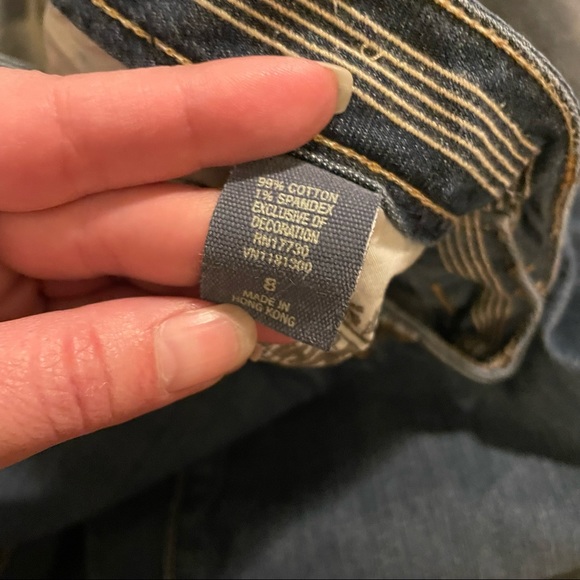 99% COTTON
1% SPANDEX
EXCLUSIVE OF
DECORATION
RN17730
VN1181300
8
MADE IN
HONG KONG